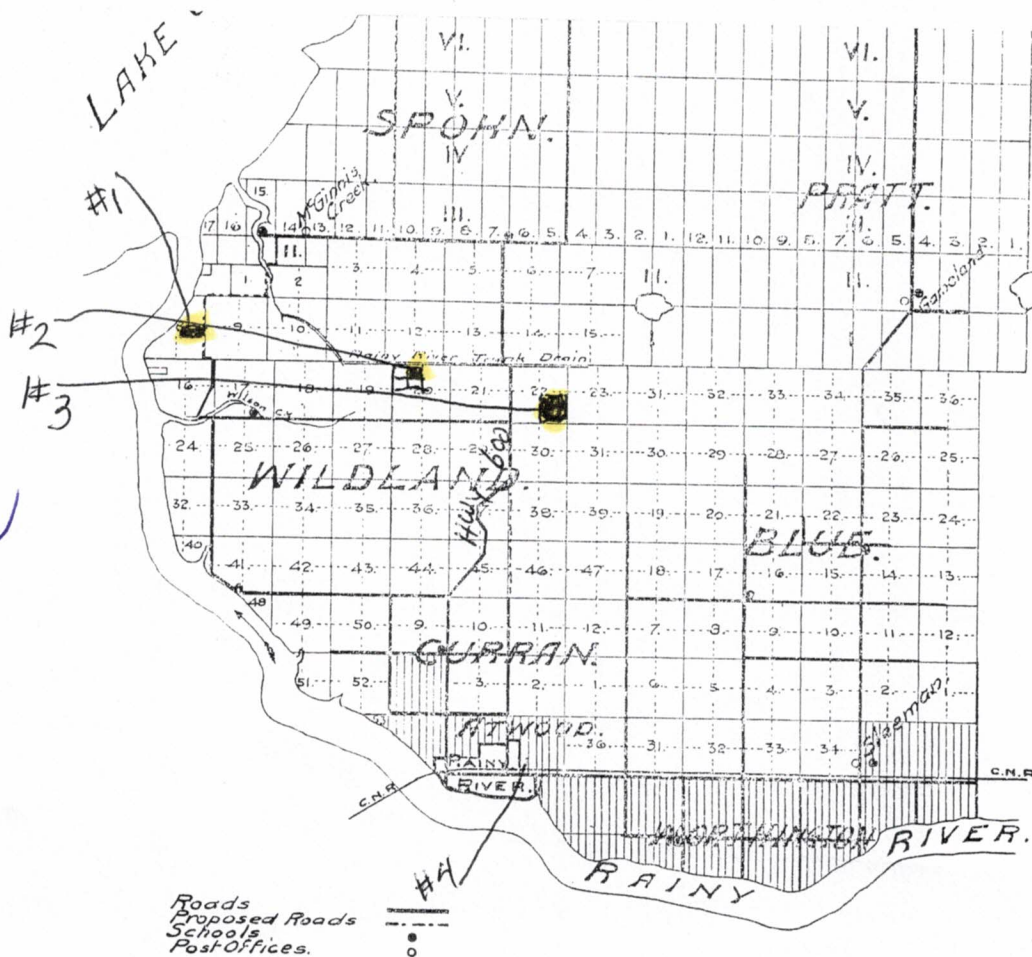 LAKE
VI. VI.
V. V.
SPOHN.
IV IV.
PRATT.
#1
15. McGinnis Creek.
III. III.
17 16 14 13. 12. 11. 10. 9. 8. 7. 6. 5. 4. 3. 2. 1. 12. 11. 10. 9. 8. 7. 6. 5. 4. 3. 2. 1.
II.
1. 2 3. 4. 5. 6. 7. II. II. Gameland
#2
9. 10. 11. 12. 13. 14. 15.
Rainy River Trunk Drain
#3
16. 17. 18. 19. 20. 21. 22. 23. 31. 32. 33. 34. 35. 36.
Wilson Ck.
24. 25. 26. 27. 28. 29. 30. 31. 30. 29. 28. 27. 26. 25.
WILDLAND.
Hwy 600
32. 33. 34. 35. 36. 38. 39. 19. 20. 21. 22. 23. 24.
BLUE.
40. 41. 42. 43. 44. 45. 46. 47. 18. 17. 16. 15. 14. 13.
48
49. 50. 9. 10. 11. 12. 7. 8. 9. 10. 11. 12.
CURRAN.
51. 52. 3. 2. 1. 6. 5. 4. 3. 2. 1.
Sleeman
ATWOOD.
36. 31. 32. 33. 34.
RAINY
RIVER.
C.N.R. C.N.R.
WORTHINGTON
RAINY RIVER.
#4
Roads
Proposed Roads
Schools
Post Offices.